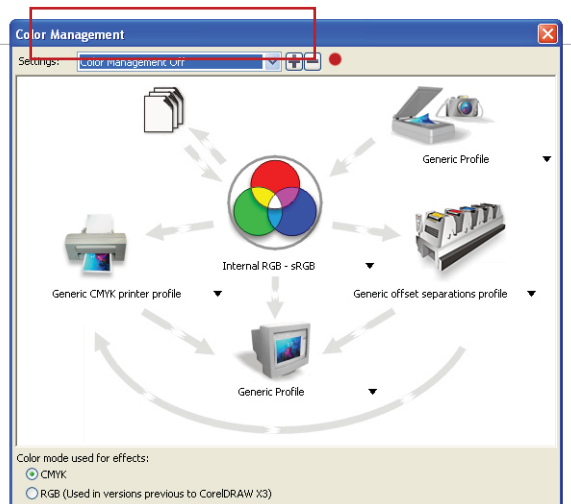 Color Management
Settings: Color Management Off
Generic Profile
Internal RGB - sRGB
Generic CMYK printer profile
Generic offset separations profile
Generic Profile
Color mode used for effects:
CMYK
RGB (Used in versions previous to CorelDRAW X3)